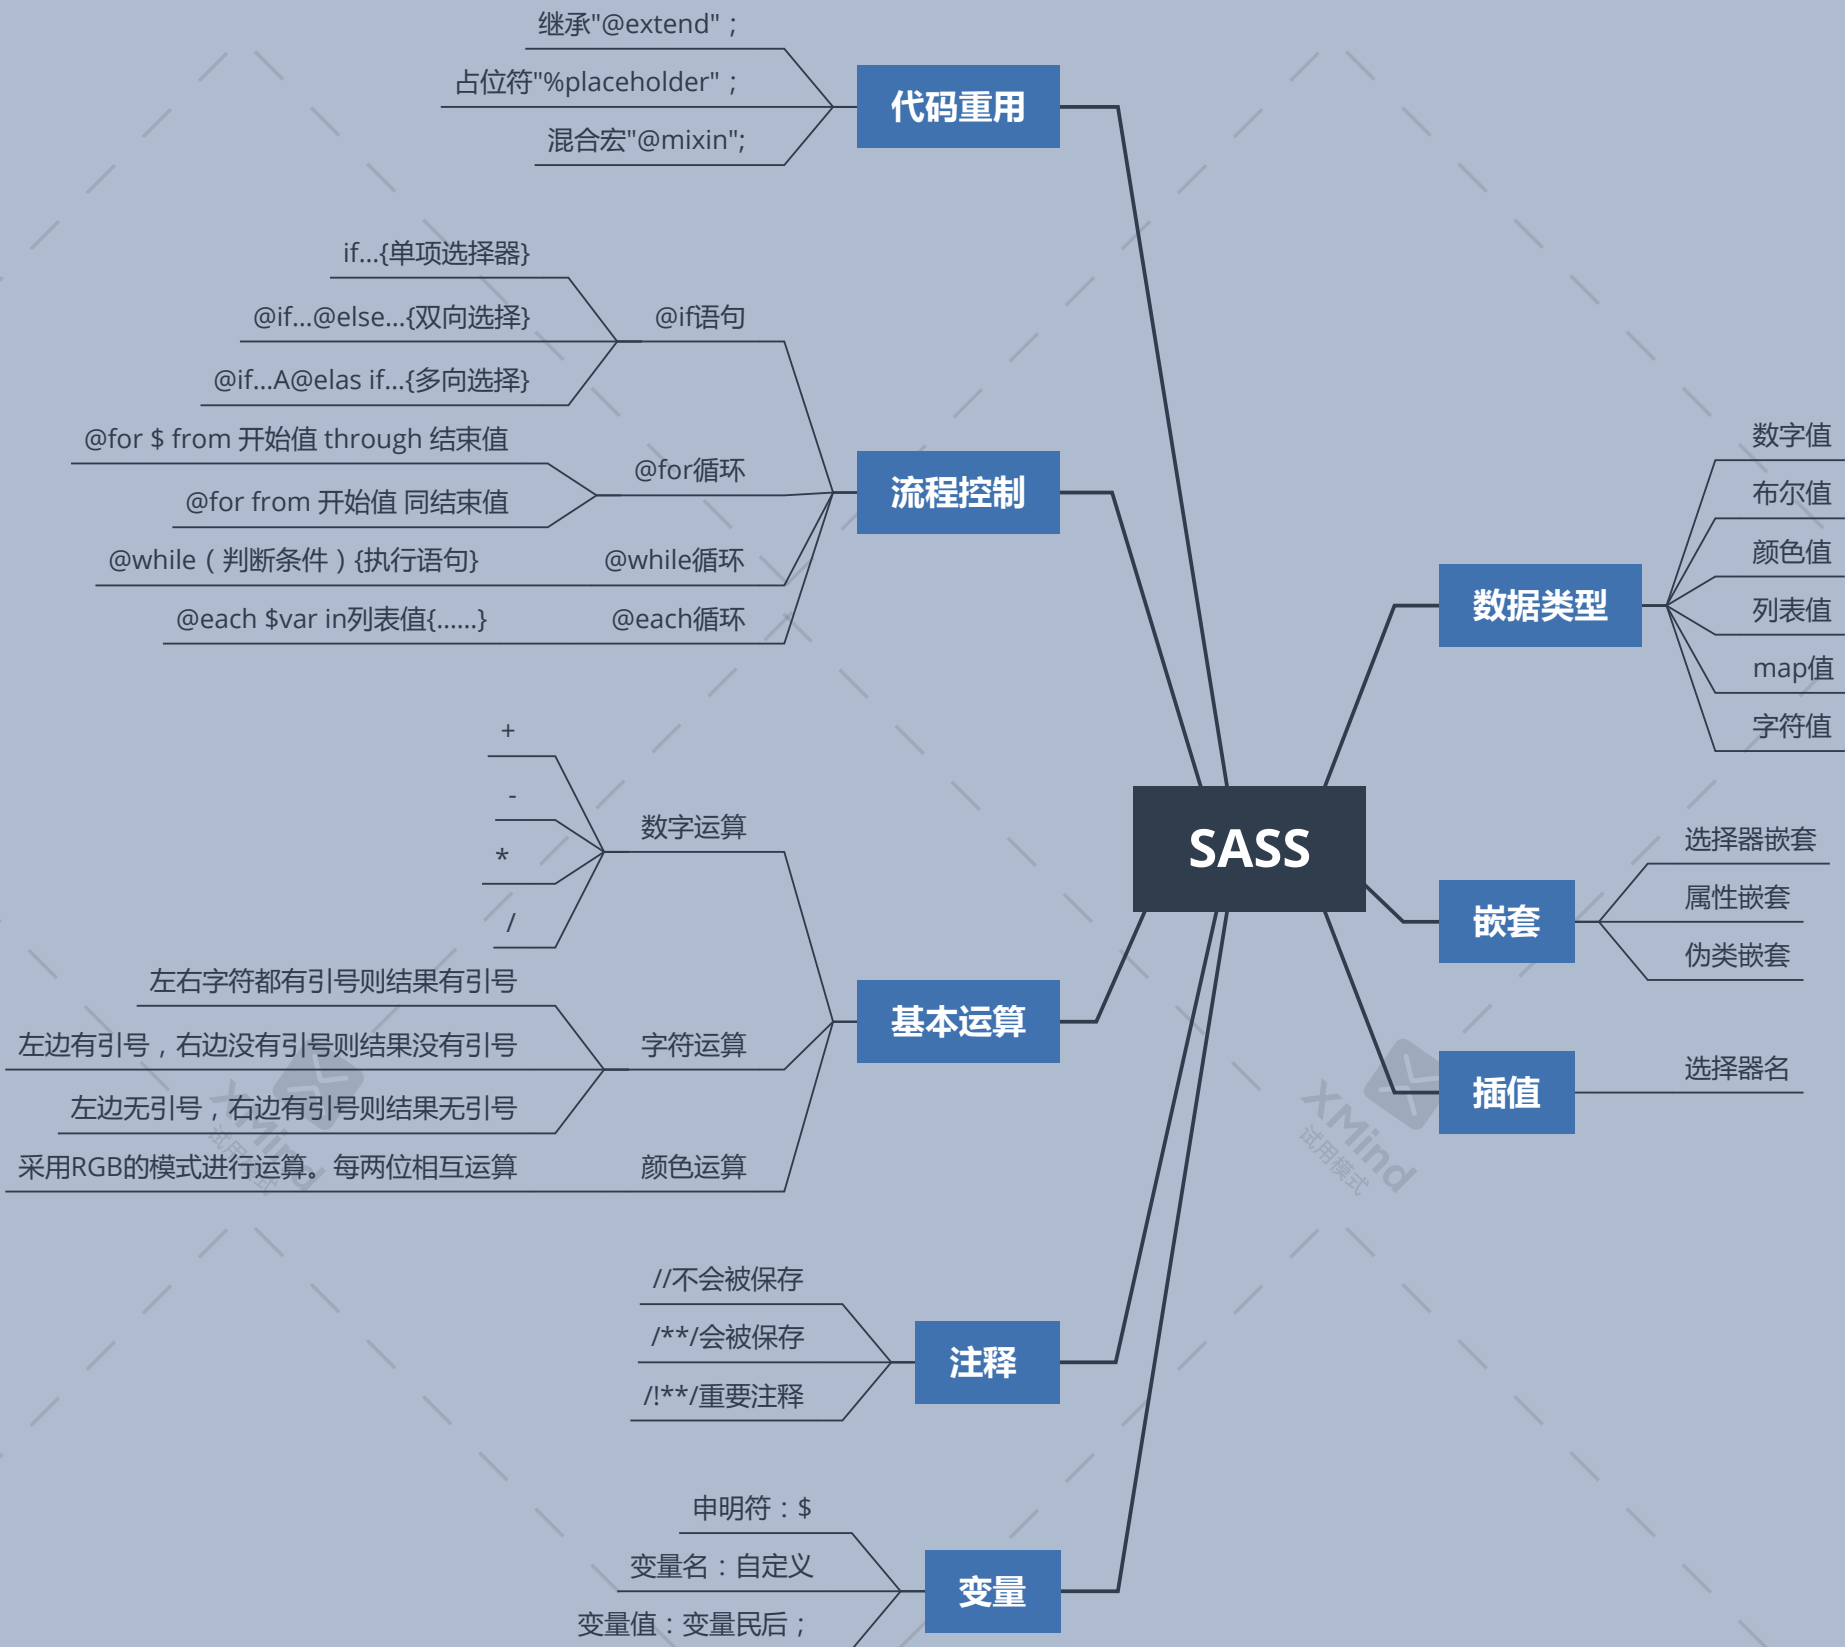 继承"@extend"；
占位符"%placeholder"；
混合宏"@mixin";
代码重用
if...{单项选择器}
@if...@else...{双向选择}
@if...A@elas if...{多向选择}
@if语句
@for $ from 开始值 through 结束值
@for from 开始值 同结束值
@for循环
@while（判断条件）{执行语句}
@while循环
@each $var in列表值{......}
@each循环
流程控制
+
-
*
/
数字运算
左右字符都有引号则结果有引号
左边有引号，右边没有引号则结果没有引号
左边无引号，右边有引号则结果无引号
字符运算
采用RGB的模式进行运算。每两位相互运算
颜色运算
基本运算
//不会被保存
/**/会被保存
/!**/重要注释
注释
申明符：$
变量名：自定义
变量值：变量民后；
变量
SASS
数据类型
数字值
布尔值
颜色值
列表值
map值
字符值
嵌套
选择器嵌套
属性嵌套
伪类嵌套
插值
选择器名
XMind
试用模式
XMind
试用模式